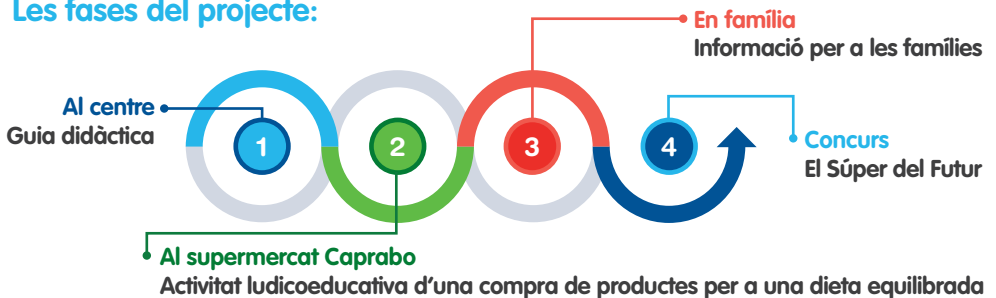 Les fases del projecte:
En família
Informació per a les famílies
Al centre
Guia didàctica
1
2
3
4
Concurs
El Súper del Futur
Al supermercat Caprabo
Activitat ludicoeducativa d'una compra de productes per a una dieta equilibrada